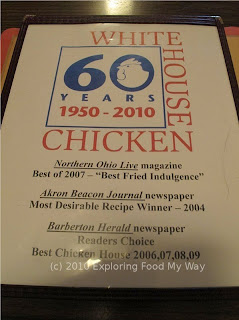 WHITE
HOUSE
60
YEARS
1950 - 2010
CHICKEN
Northern Ohio Live magazine
Best of 2007 – “Best Fried Indulgence”
Akron Beacon Journal newspaper
Most Desirable Recipe Winner – 2004
Barberton Herald newspaper
Readers Choice
Best Chicken House 2006,07,08,09
(c) 2010 Exploring Food My Way